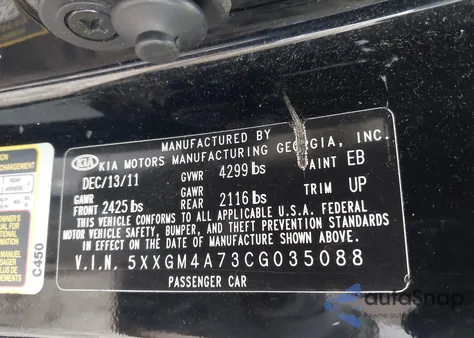 MANUFACTURED BY
KIA KIA MOTORS MANUFACTURING GEORGIA, INC.
DEC/13/11 GVWR 4299 lbs PAINT EB
GAWR FRONT 2425 lbs GAWR REAR 2116 lbs TRIM UP
THIS VEHICLE CONFORMS TO ALL APPLICABLE U.S.A. FEDERAL
MOTOR VEHICLE SAFETY, BUMPER, AND THEFT PREVENTION
STANDARDS IN EFFECT ON THE DATE OF MANUFACTURE SHOWN ABOVE.
V.I.N. 5XXGM4A73CG035088
PASSENGER CAR
C450
autoSnap